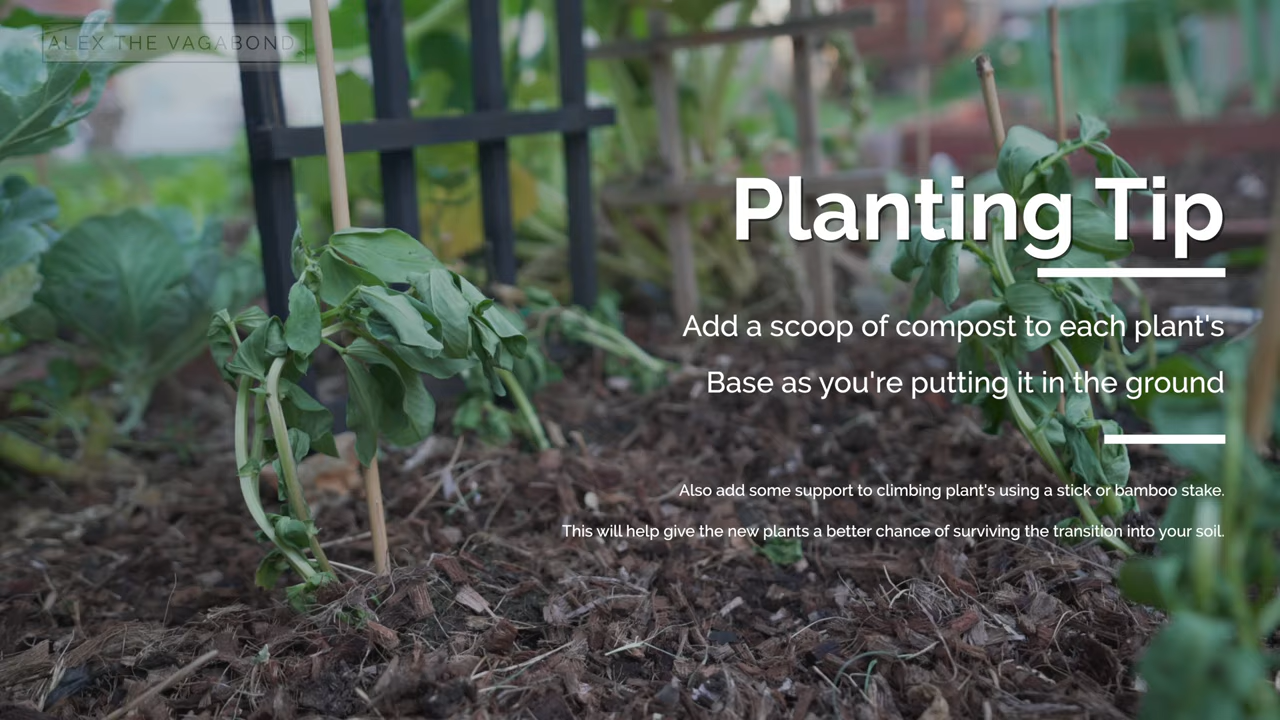 ALEX THE VAGABOND
Planting Tip
Add a scoop of compost to each plant's
Base as you're putting it in the ground
Also add some support to climbing plant's using a stick or bamboo stake.
This will help give the new plants a better chance of surviving the transition into your soil.